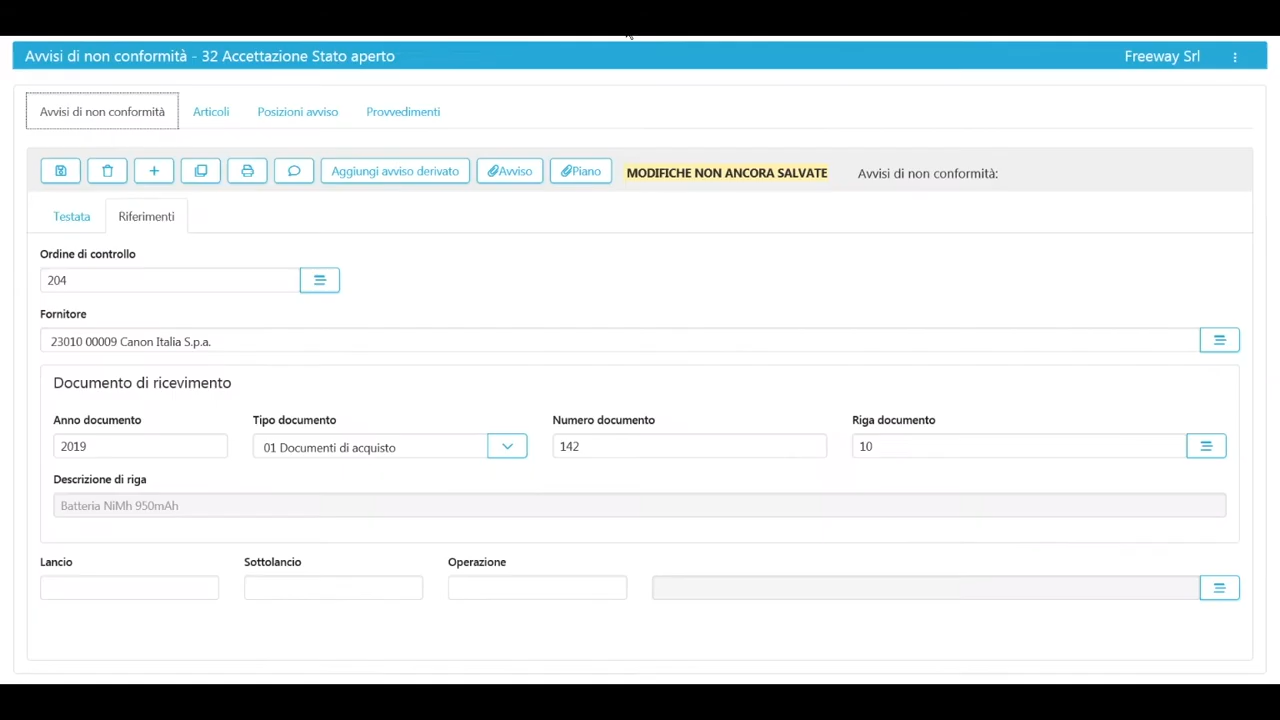 Avvisi di non conformità - 32 Accettazione Stato aperto
Freeway Srl
Avvisi di non conformità
Articoli
Posizioni avviso
Provvedimenti
Aggiungi avviso derivato
Avviso
Piano
MODIFICHE NON ANCORA SALVATE
Avvisi di non conformità:
Testata
Riferimenti
Ordine di controllo
204
Fornitore
23010 00009 Canon Italia S.p.a.
Documento di ricevimento
Anno documento
Tipo documento
Numero documento
Riga documento
2019
01 Documenti di acquisto
142
10
Descrizione di riga
Batteria NiMh 950mAh
Lancio
Sottolancio
Operazione